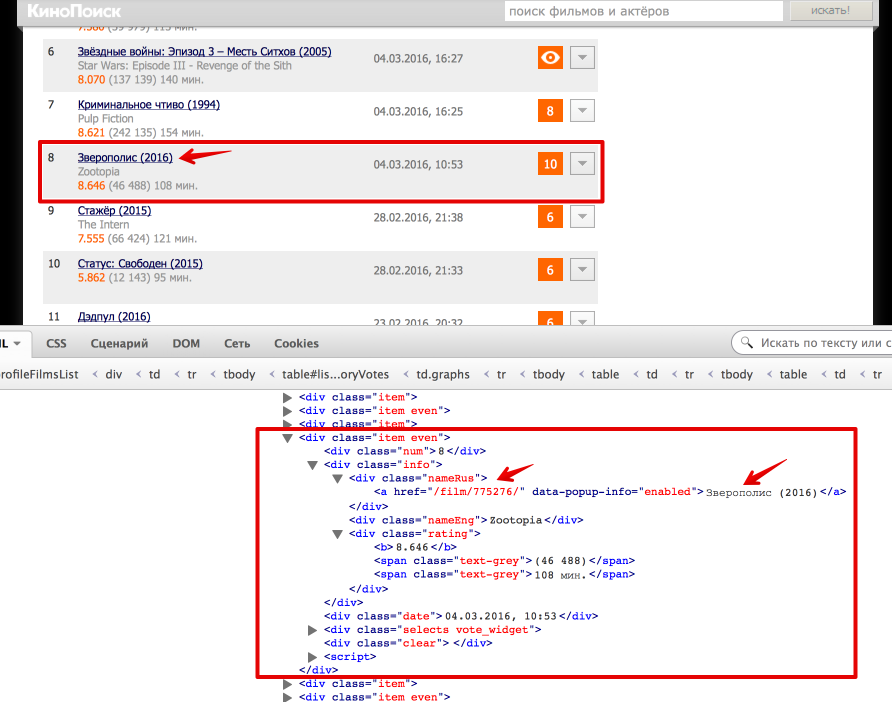 КиноПоиск
поиск фильмов и актёров
искать!
7.580 (39 979) 113 мин.
6
Звёздные войны: Эпизод 3 – Месть Ситхов (2005)
Star Wars: Episode III - Revenge of the Sith
8.070 (137 139) 140 мин.
04.03.2016, 16:27
7
Криминальное чтиво (1994)
Pulp Fiction
8.621 (242 135) 154 мин.
04.03.2016, 16:25
8
8
Зверополис (2016)
Zootopia
8.646 (46 488) 108 мин.
04.03.2016, 10:53
10
9
Стажёр (2015)
The Intern
7.555 (66 424) 121 мин.
28.02.2016, 21:38
6
10
Статус: Свободен (2015)
5.862 (12 143) 95 мин.
28.02.2016, 21:33
6
11
Дэдпул (2016)
23.02.2016, 20:32
6
CSS Сценарий DOM Сеть Cookies
Искать по тексту или с
rofileFilmsList < div < td < tr < tbody < table#lis...oryVotes < td.graphs < tr < tbody < table < td < tr < tbody < table < td < tr
<div class="item">
<div class="item even">
<div class="item">
<div class="item even">
<div class="num">8</div>
<div class="info">
<div class="nameRus">
<a href="/film/775276/" data-popup-info="enabled">Зверополис (2016)</a>
</div>
<div class="nameEng">Zootopia</div>
<div class="rating">
<b>8.646</b>
<span class="text-grey">(46 488)</span>
<span class="text-grey">108 мин.</span>
</div>
</div>
<div class="date">04.03.2016, 10:53</div>
<div class="selects vote_widget">
<div class="clear"> </div>
<script>
</div>
<div class="item">
<div class="item even">